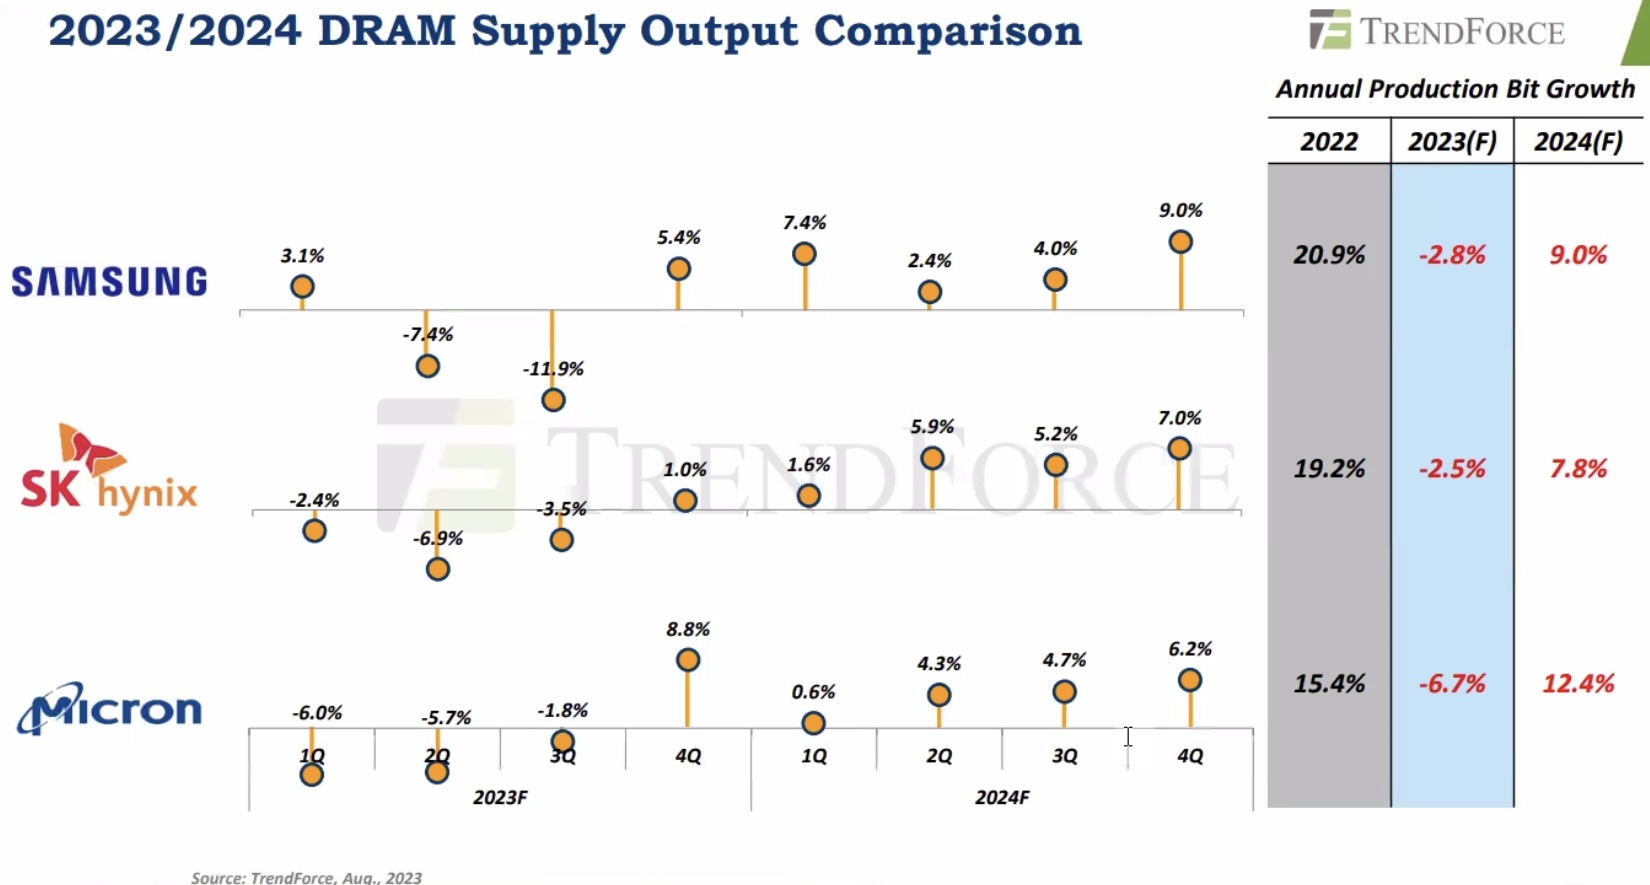 2023/2024 DRAM Supply Output Comparison
TRENDFORCE
Annual Production Bit Growth
2022 2023(F) 2024(F)
SAMSUNG
3.1% -7.4% -11.9% 5.4% 7.4% 2.4% 4.0% 9.0%
20.9% -2.8% 9.0%
TRENDFORCE
SK hynix
-2.4% -6.9% -3.5% 1.0% 1.6% 5.9% 5.2% 7.0%
19.2% -2.5% 7.8%
Micron
-6.0% -5.7% -1.8% 8.8% 0.6% 4.3% 4.7% 6.2%
15.4% -6.7% 12.4%
1Q 2Q 3Q 4Q 1Q 2Q 3Q 4Q
2023F 2024F
Source: TrendForce, Aug., 2023